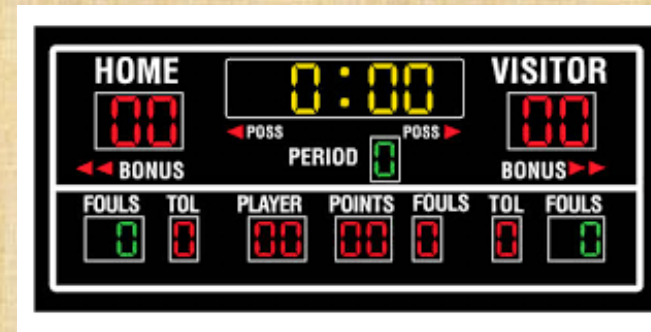 HOME 0:00 VISITOR
00 00
◄POSS POSS►
PERIOD 0
◄◄ BONUS BONUS►►
FOULS TOL PLAYER POINTS FOULS TOL FOULS
0 0 00 00 0 0 0